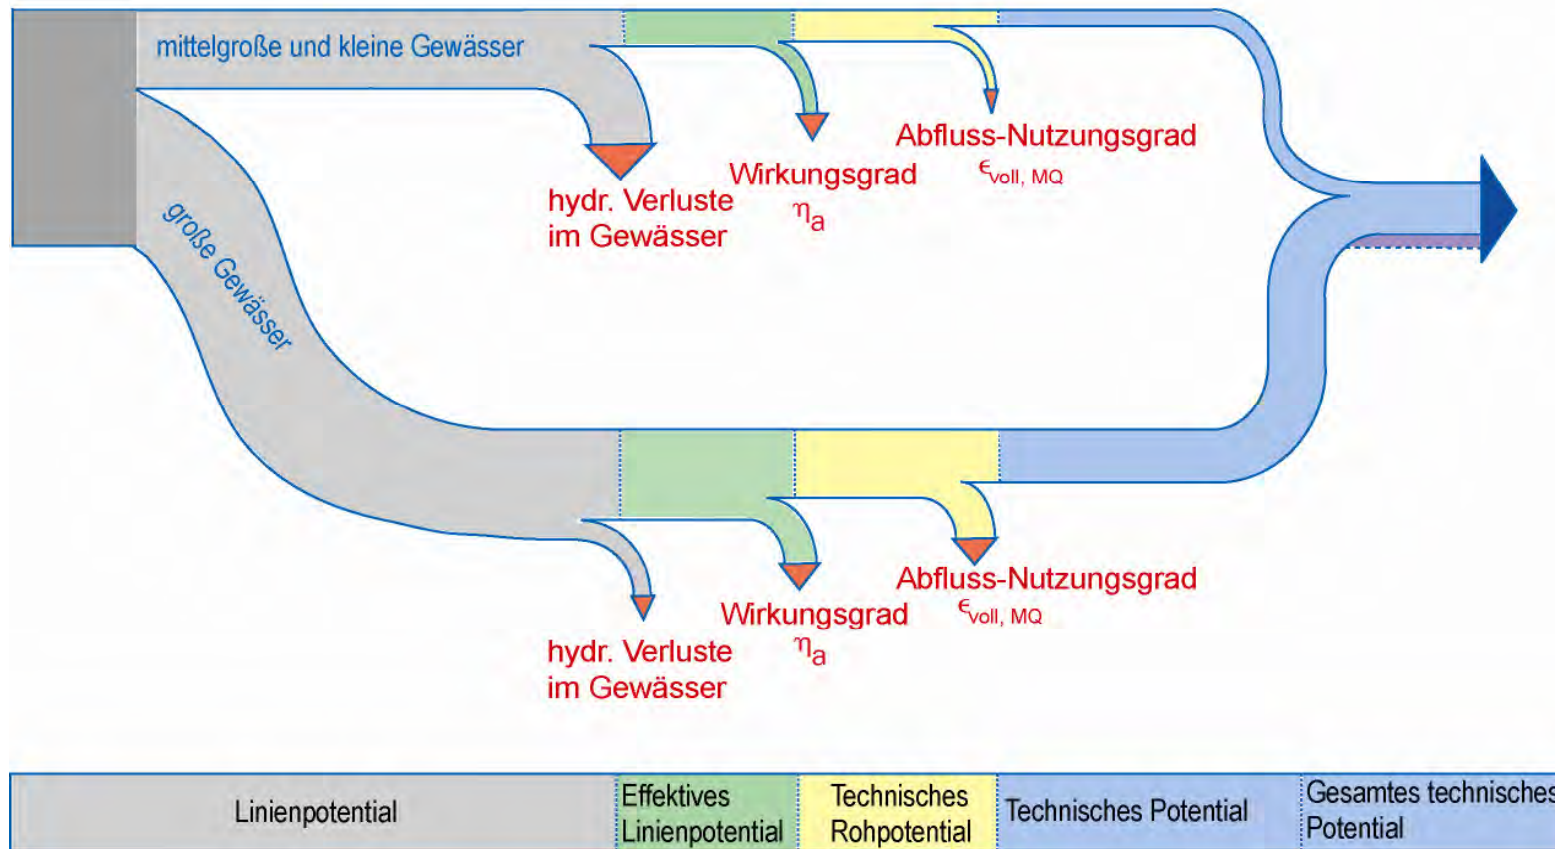 mittelgroße und kleine Gewässer
große Gewässer
hydr. Verluste
im Gewässer
Wirkungsgrad
ηa
Abfluss-Nutzungsgrad
ϵvoll, MQ
hydr. Verluste
im Gewässer
Wirkungsgrad
ηa
Abfluss-Nutzungsgrad
ϵvoll, MQ
Linienpotential
Effektives
Linienpotential
Technisches
Rohpotential
Technisches Potential
Gesamtes technisches
Potential